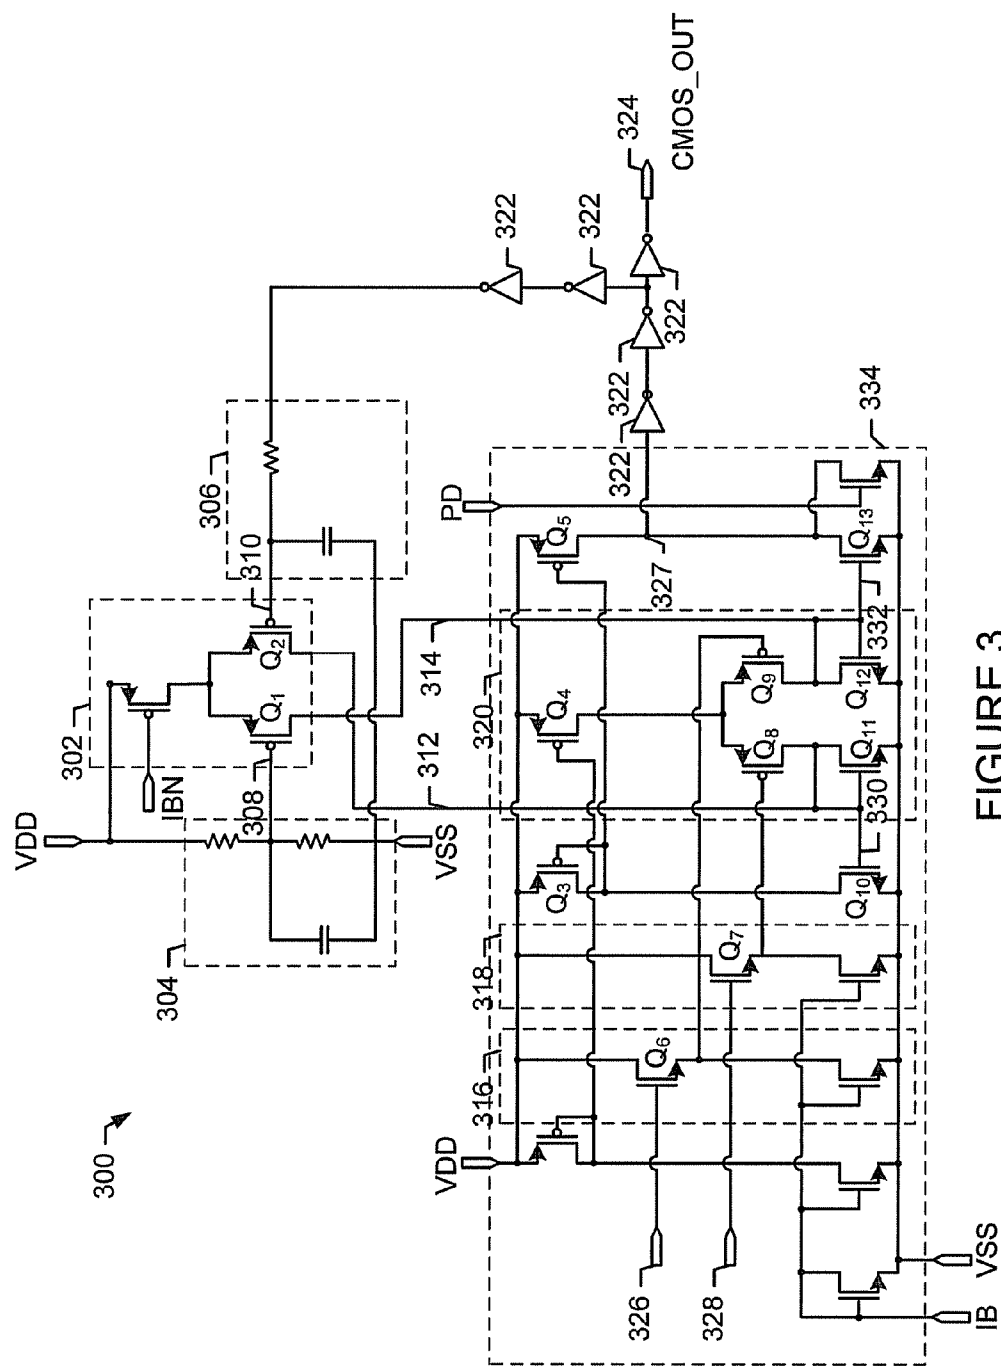 300
VDD
302
304
IBN
308
Q1
Q2
310
306
VSS
312
314
322
322
324
CMOS_OUT
322
322
322
VDD
316
318
320
PD
Q3
Q4
Q5
327
Q6
Q7
Q8
Q9
326
328
330
332
334
Q10
Q11
Q12
Q13
IB
VSS
FIGURE 3